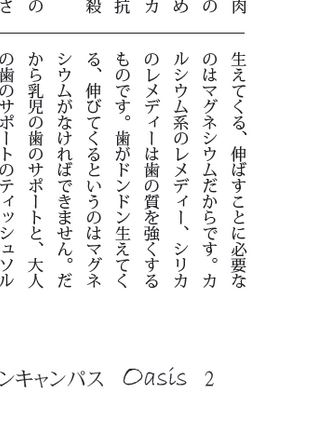 肉
の
め
カ
抗
殺
の
さ
生えてくる、伸ばすことに必要な
のはマグネシウムだからです。カ
ルシウム系のレメディー、シリカ
のレメディーは歯の質を強くする
ものです。歯がドンドン生えてく
る、伸びてくるというのはマグネ
シウムがなければできません。だ
から乳児の歯のサポートと、大人
の歯のサポートのティッシュソル
ンキャンパス Oasis 2